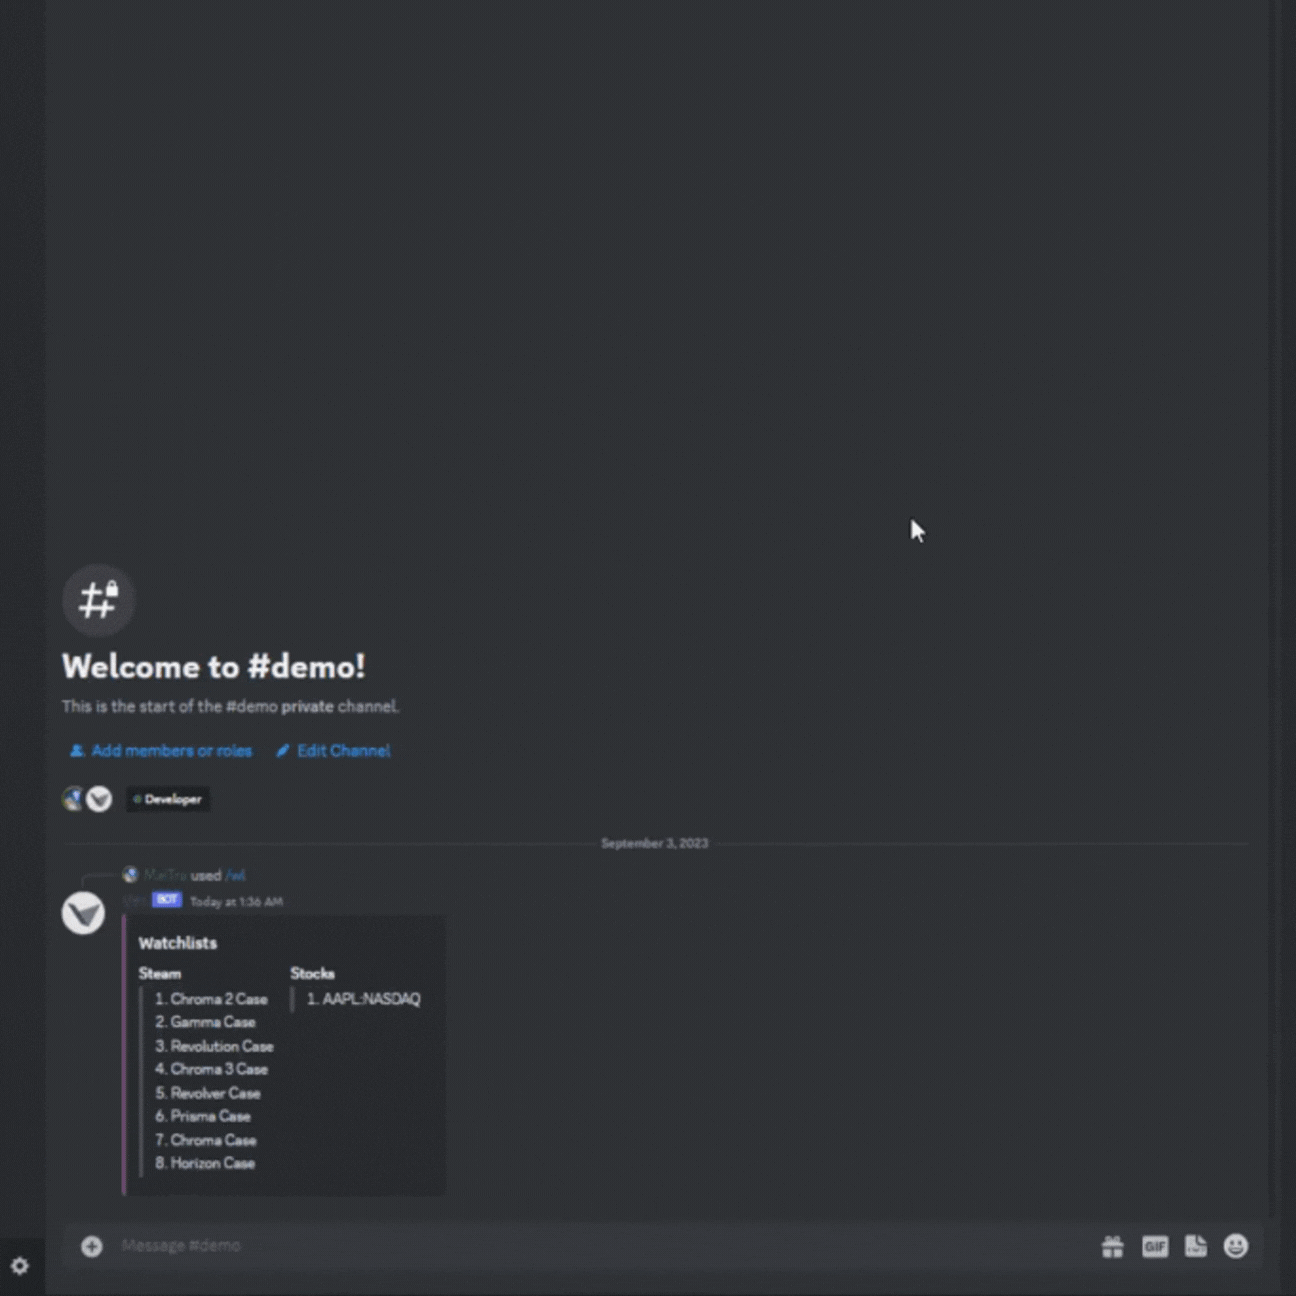 Welcome to #demo!
This is the start of the #demo private channel.
Add members or roles Edit Channel
Developer
September 3, 2023
used /wl
BOT Today at 1:36 AM
Watchlists
Steam Stocks
1. Chroma 2 Case 1. AAPL:NASDAQ
2. Gamma Case
3. Revolution Case
4. Chroma 3 Case
5. Revolver Case
6. Prisma Case
7. Chroma Case
8. Horizon Case
Message #demo
GIF